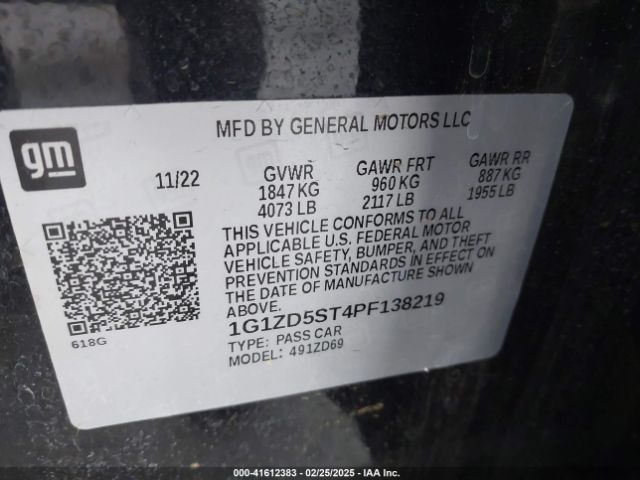 gm
MFD BY GENERAL MOTORS LLC
11/22 GVWR GAWR FRT GAWR RR
1847 KG 960 KG 887 KG
4073 LB 2117 LB 1955 LB
THIS VEHICLE CONFORMS TO ALL
APPLICABLE U.S. FEDERAL MOTOR
VEHICLE SAFETY, BUMPER, AND THEFT
PREVENTION STANDARDS IN EFFECT ON
THE DATE OF MANUFACTURE SHOWN
ABOVE.
1G1ZD5ST4PF138219
TYPE: PASS CAR
MODEL: 491ZD69
618G
000-41612383 - 02/25/2025 - IAA Inc.